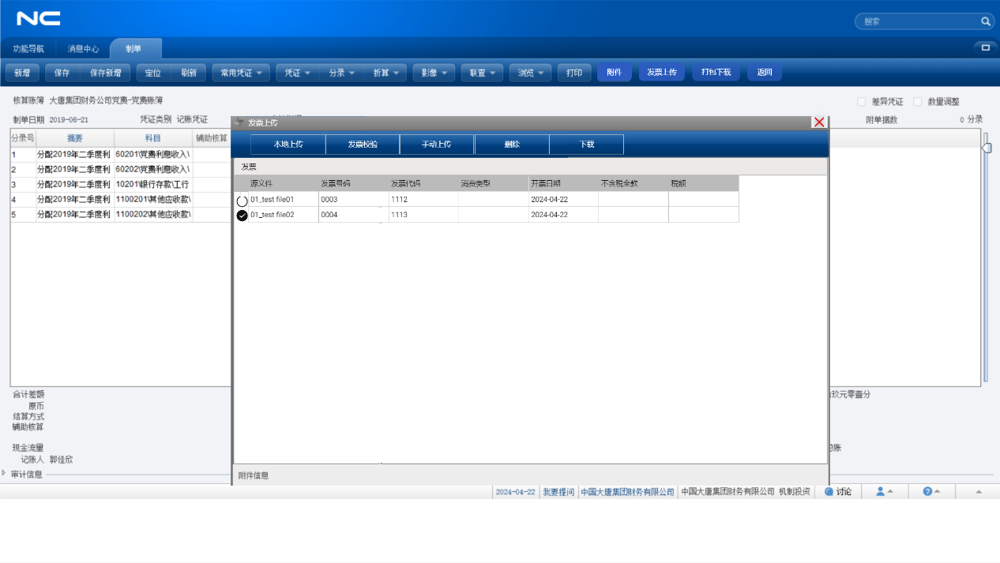 NC
搜索
功能导航 消息中心 制单
新增 保存 保存新增 定位 刷新 常用凭证 凭证 分录 折算 影像 联查 浏览 打印 附件 发票上传 打包下载 返回
核算账簿 大唐集团财务公司党费-党费账簿 差异凭证 数量调整
制单日期 2019-06-21 凭证类别 记账凭证 附单据数 0 分录
分录号 摘要 科目 辅助核算
1 分配2019年二季度利 60201\党费利息收入\
2 分配2019年二季度利 60202\党费利息收入\
3 分配2019年二季度利 10201\银行存款\工行
4 分配2019年二季度利 1100201\其他应收款\
5 分配2019年二季度利 1100202\其他应收款\
发票上传
本地上传 发票校验 手动上传 删除 下载
发票
源文件 发票号码 发票代码 消费类型 开票日期 不含税余款 税额
01_test file01 0003 1112 2024-04-22
01_test file02 0004 1113 2024-04-22
附件信息
合计差额 玖元零壹分
原币
结算方式
辅助核算
现金流量
记账人 郭佳欣
审计信息
2024-04-22 我要提问 中国大唐集团财务有限公司 中国大唐集团财务有限公司 机制投资 讨论